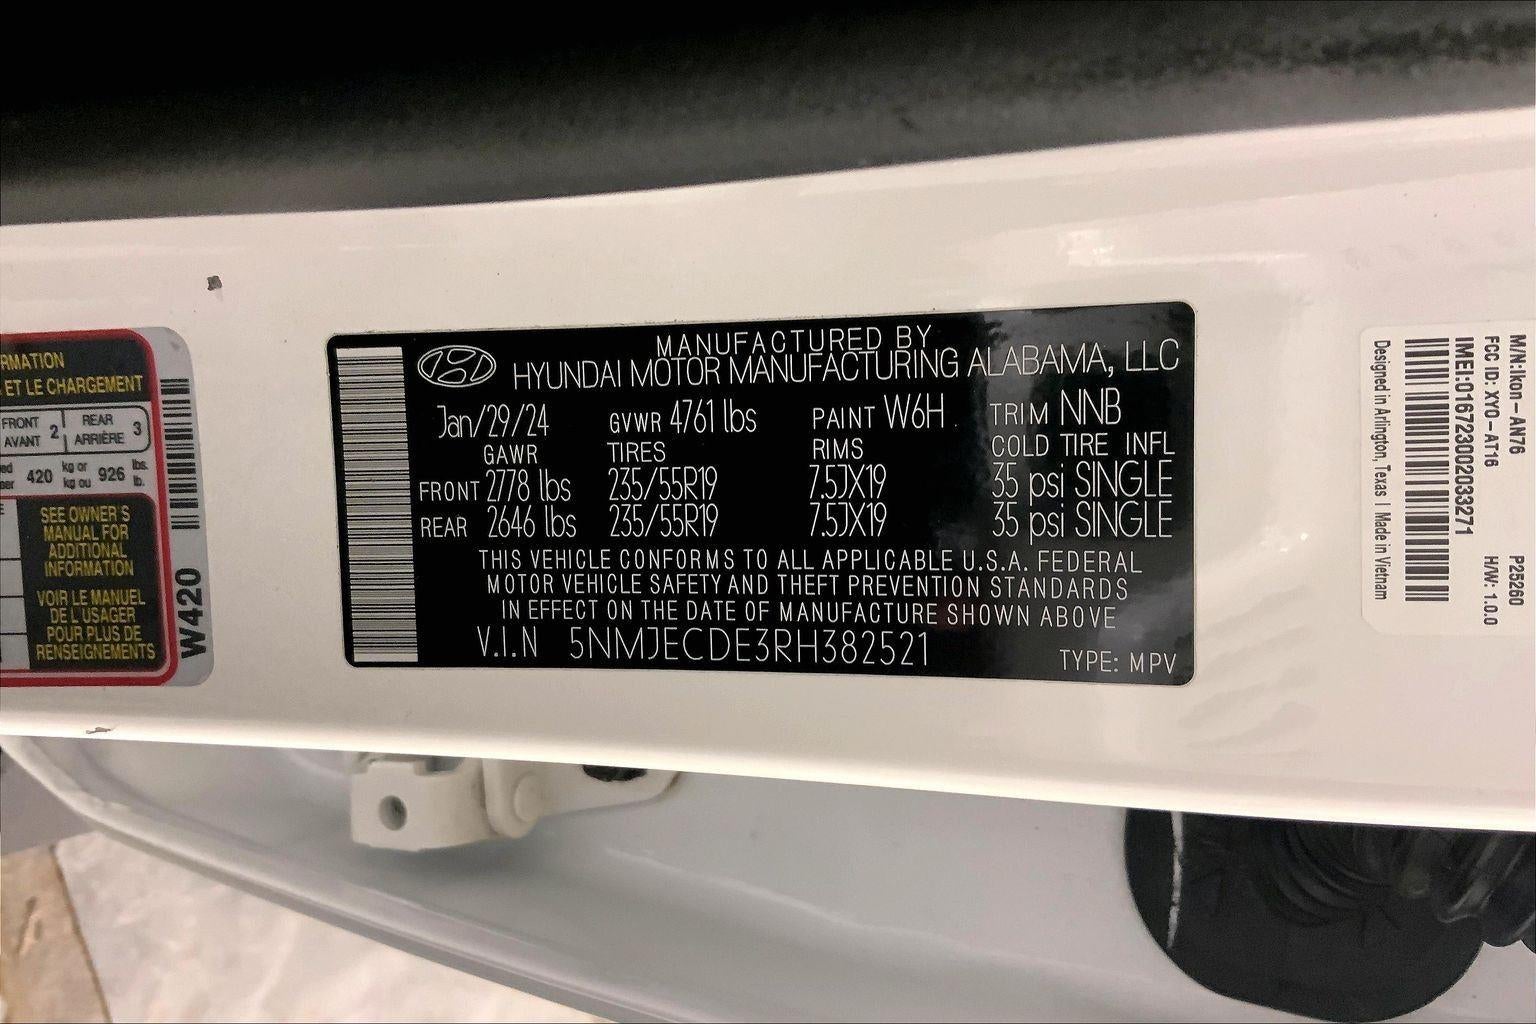 RMATION
ET LE CHARGEMENT
FRONT
AVANT 2
REAR
ARRIÈRE 3
420 kg or
kg ou 926 lbs.
lb.
SEE OWNER'S
MANUAL FOR
ADDITIONAL
INFORMATION
VOIR LE MANUEL
DE L'USAGER
POUR PLUS DE
RENSEIGNEMENTS
W420
MANUFACTURED BY
HYUNDAI MOTOR MANUFACTURING ALABAMA, LLC
Jan/29/24 GVWR 4761 lbs PAINT W6H TRIM NNB
GAWR TIRES RIMS COLD TIRE INFL
FRONT 2778 lbs 235/55R19 7.5JX19 35 psi SINGLE
REAR 2646 lbs 235/55R19 7.5JX19 35 psi SINGLE
THIS VEHICLE CONFORMS TO ALL APPLICABLE U.S.A. FEDERAL
MOTOR VEHICLE SAFETY AND THEFT PREVENTION STANDARDS
IN EFFECT ON THE DATE OF MANUFACTURE SHOWN ABOVE
V.I.N 5NMJECDE3RH382521
TYPE: MPV
M/N:Ikon-AN76 P25260
FCC ID: XYO-AT16 H/W: 1.0.0
IMEI:016723002033271
Designed in Arlington, Texas | Made in Vietnam